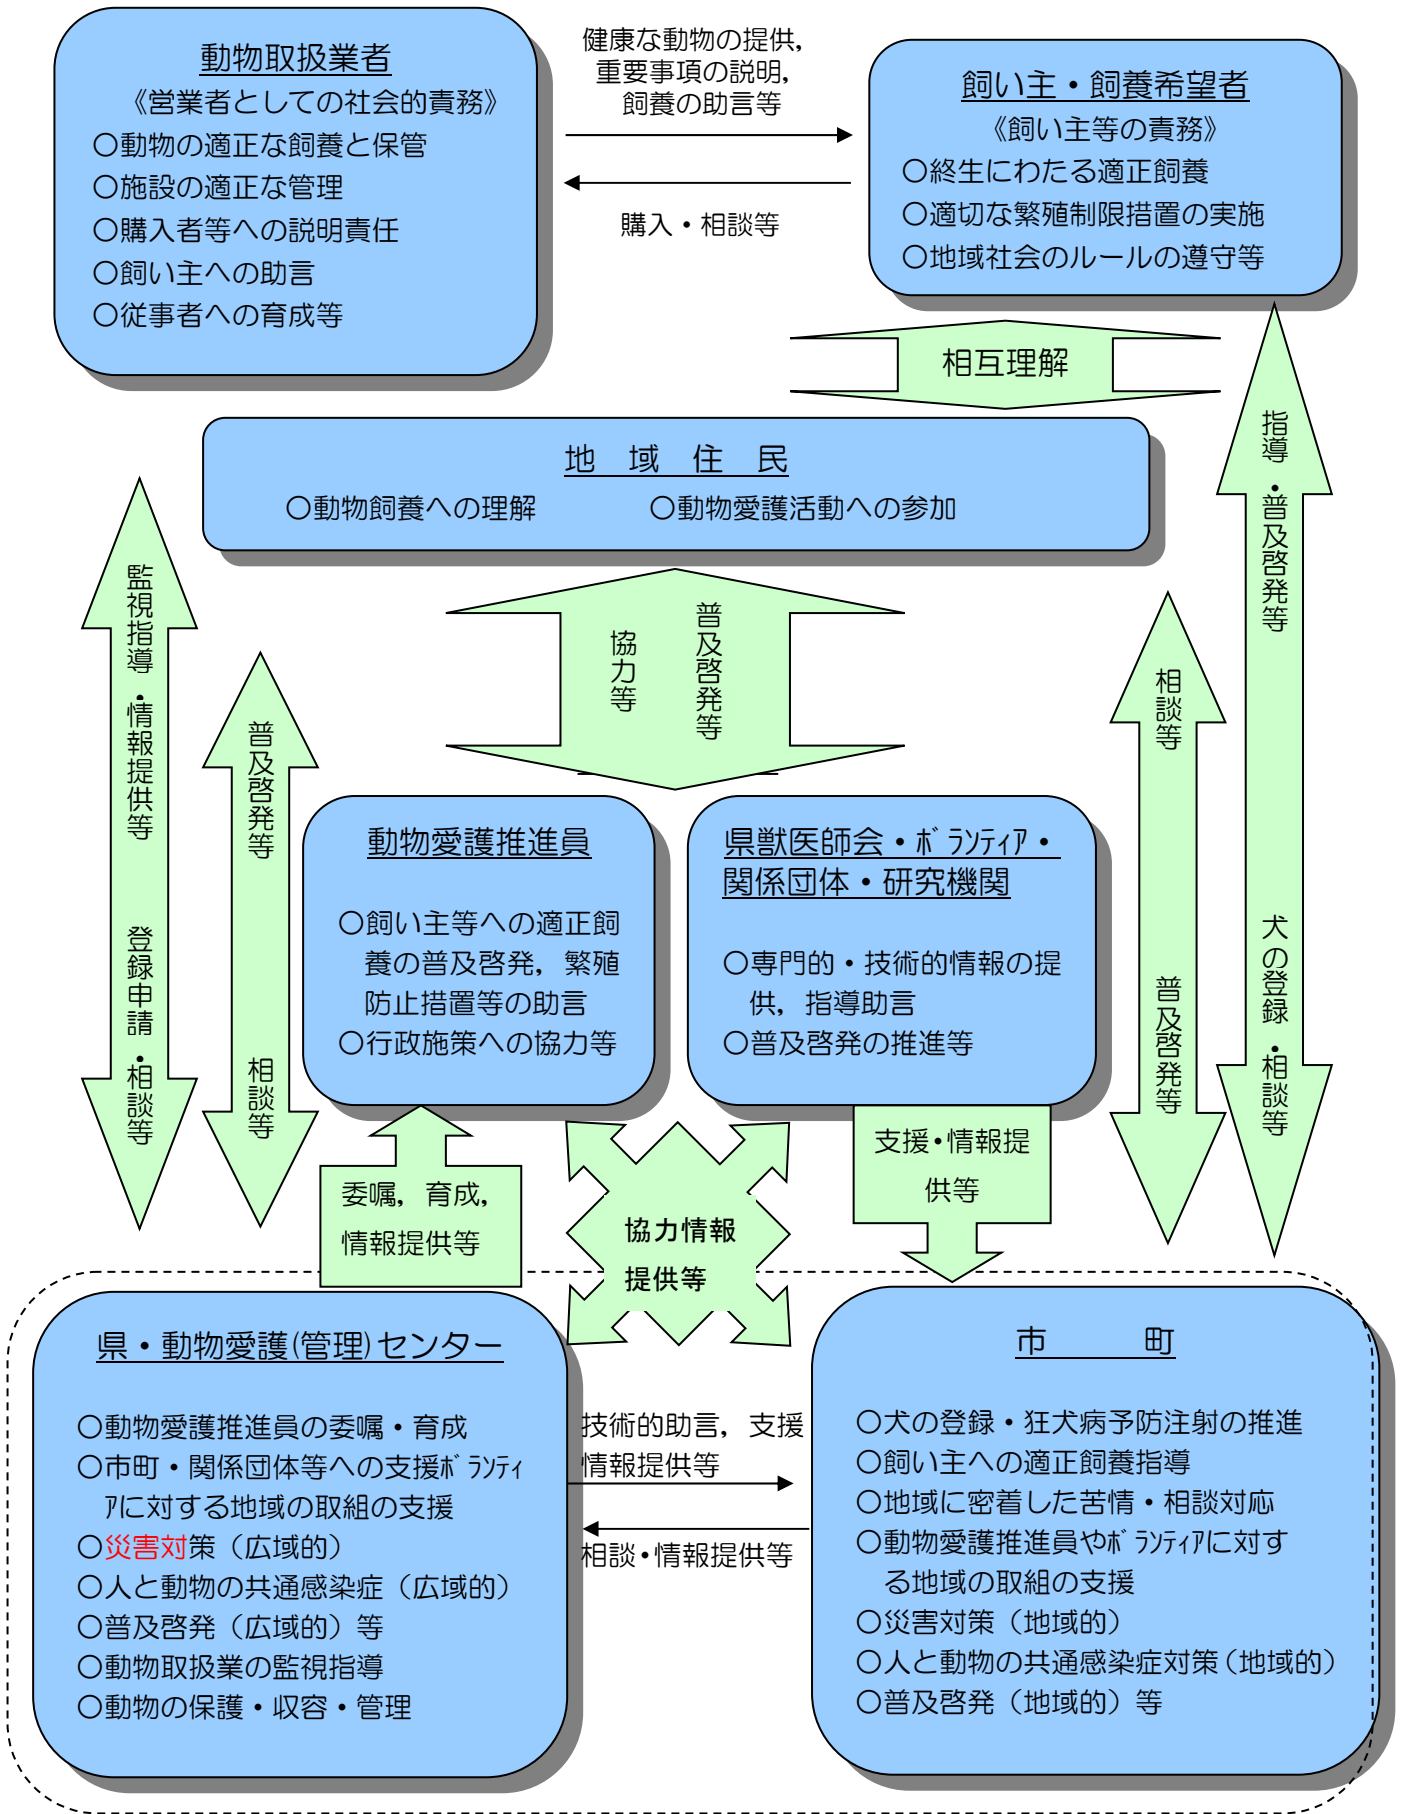 動物取扱業者
《営業者としての社会的責務》
〇動物の適正な飼養と保管
〇施設の適正な管理
〇購入者等への説明責任
〇飼い主への助言
〇従事者への育成等
健康な動物の提供，
重要事項の説明，
飼養の助言等
購入・相談等
飼い主・飼養希望者
《飼い主等の責務》
〇終生にわたる適正飼養
〇適切な繁殖制限措置の実施
〇地域社会のルールの遵守等
相互理解
地　域　住　民
〇動物飼養への理解　　　　〇動物愛護活動への参加
監視指導・情報提供等
登録申請・相談等
普及啓発等
相談等
協力等
普及啓発等
相談等
普及啓発等
指導・普及啓発等
犬の登録・相談等
動物愛護推進員
〇飼い主等への適正飼
養の普及啓発，繁殖
防止措置等の助言
〇行政施策への協力等
県獣医師会・ﾎﾞﾗﾝﾃｨｱ・
関係団体・研究機関
〇専門的・技術的情報の提
供，指導助言
〇普及啓発の推進等
委嘱，育成，
情報提供等
協力情報
提供等
支援・情報提
供等
県・動物愛護(管理)センター
〇動物愛護推進員の委嘱・育成
〇市町・関係団体等への支援ﾎﾞﾗﾝﾃｨ
ｱに対する地域の取組の支援
〇災害対策（広域的）
〇人と動物の共通感染症（広域的）
〇普及啓発（広域的）等
〇動物取扱業の監視指導
〇動物の保護・収容・管理
技術的助言，支援
情報提供等
相談・情報提供等
市　　　町
〇犬の登録・狂犬病予防注射の推進
〇飼い主への適正飼養指導
〇地域に密着した苦情・相談対応
〇動物愛護推進員やﾎﾞﾗﾝﾃｨｱに対す
る地域の取組の支援
〇災害対策（地域的）
〇人と動物の共通感染症対策（地域的）
〇普及啓発（地域的）等